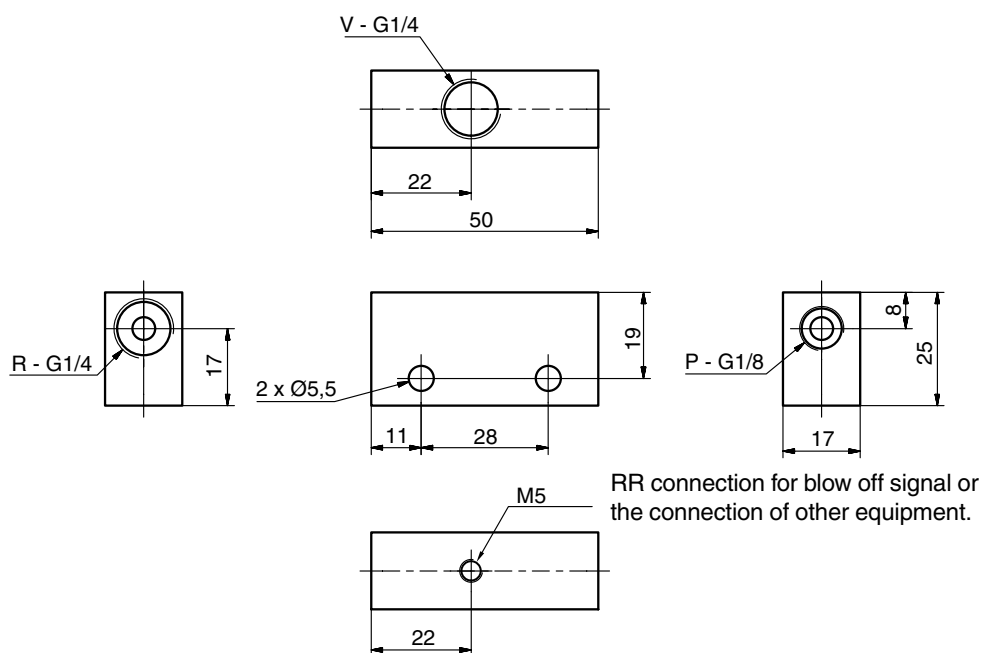 V - G1/4
22
50
R - G1/4
17
2 x Ø5,5
11
28
19
P - G1/8
8
25
17
M5
RR connection for blow off signal or
the connection of other equipment.
22